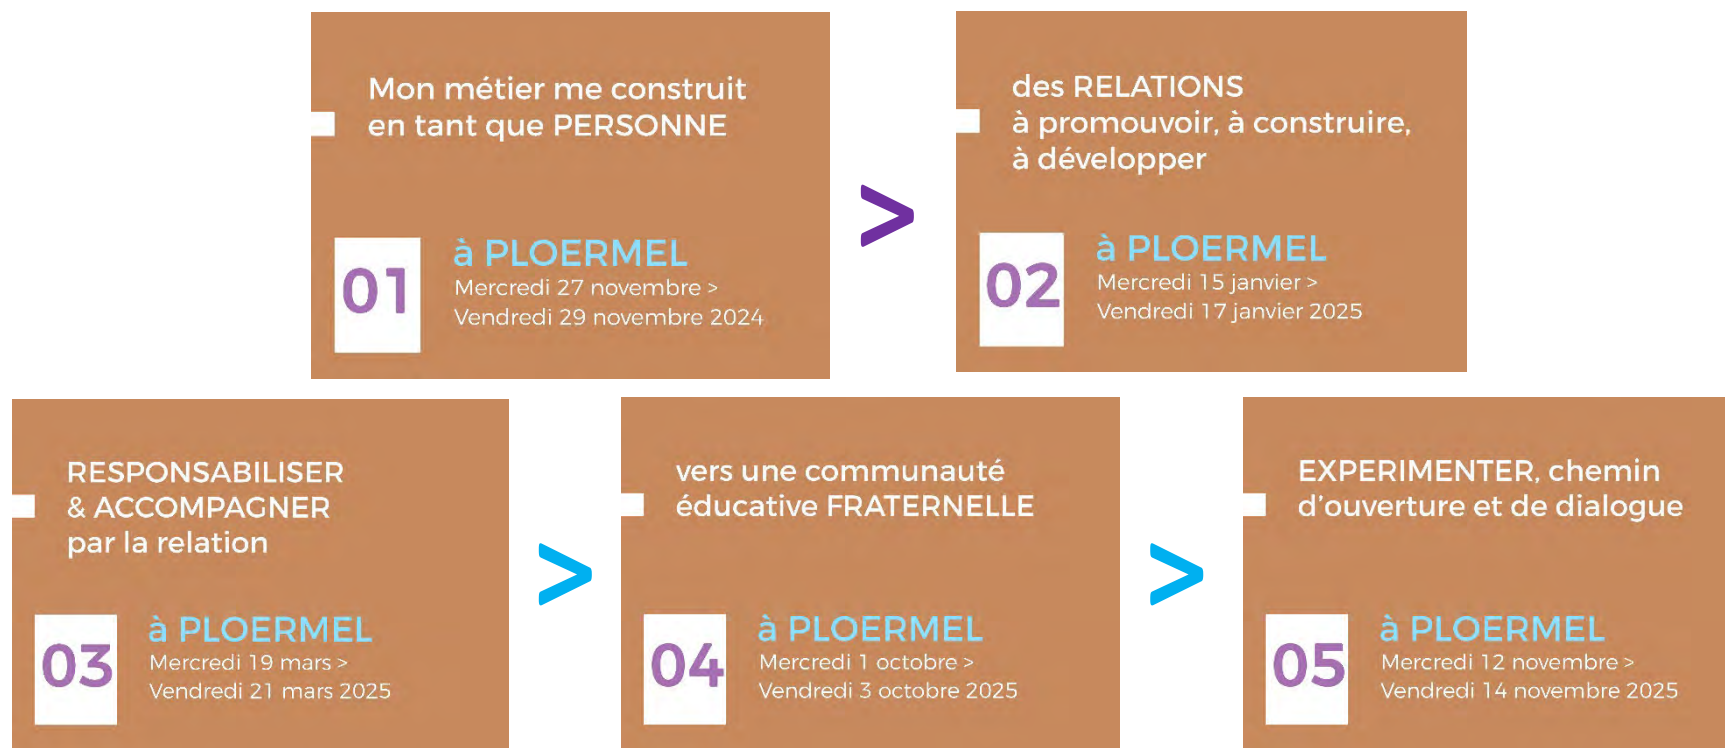 Mon métier me construit
en tant que PERSONNE
01
à PLOERMEL
Mercredi 27 novembre >
Vendredi 29 novembre 2024
>
des RELATIONS
à promouvoir, à construire,
à développer
02
à PLOERMEL
Mercredi 15 janvier >
Vendredi 17 janvier 2025
RESPONSABILISER
& ACCOMPAGNER
par la relation
03
à PLOERMEL
Mercredi 19 mars >
Vendredi 21 mars 2025
>
vers une communauté
éducative FRATERNELLE
04
à PLOERMEL
Mercredi 1 octobre >
Vendredi 3 octobre 2025
>
EXPERIMENTER, chemin
d'ouverture et de dialogue
05
à PLOERMEL
Mercredi 12 novembre >
Vendredi 14 novembre 2025